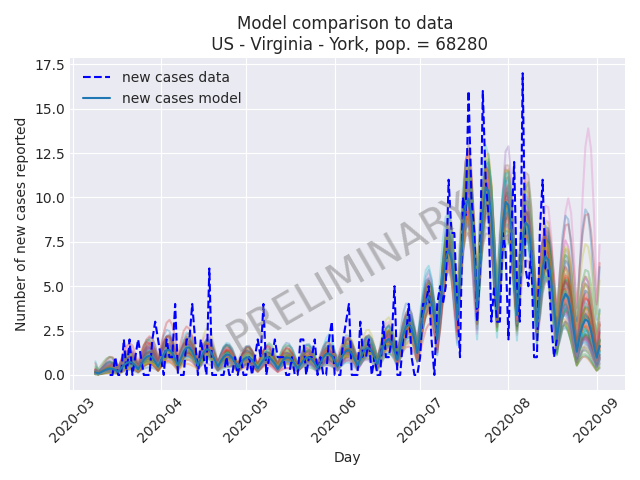 Model comparison to data
US - Virginia - York, pop. = 68280
17.5
15.0
12.5
10.0
7.5
5.0
2.5
0.0
Number of new cases reported
new cases data
new cases model
PRELIMINARY
2020-03
2020-04
2020-05
2020-06
2020-07
2020-08
2020-09
Day